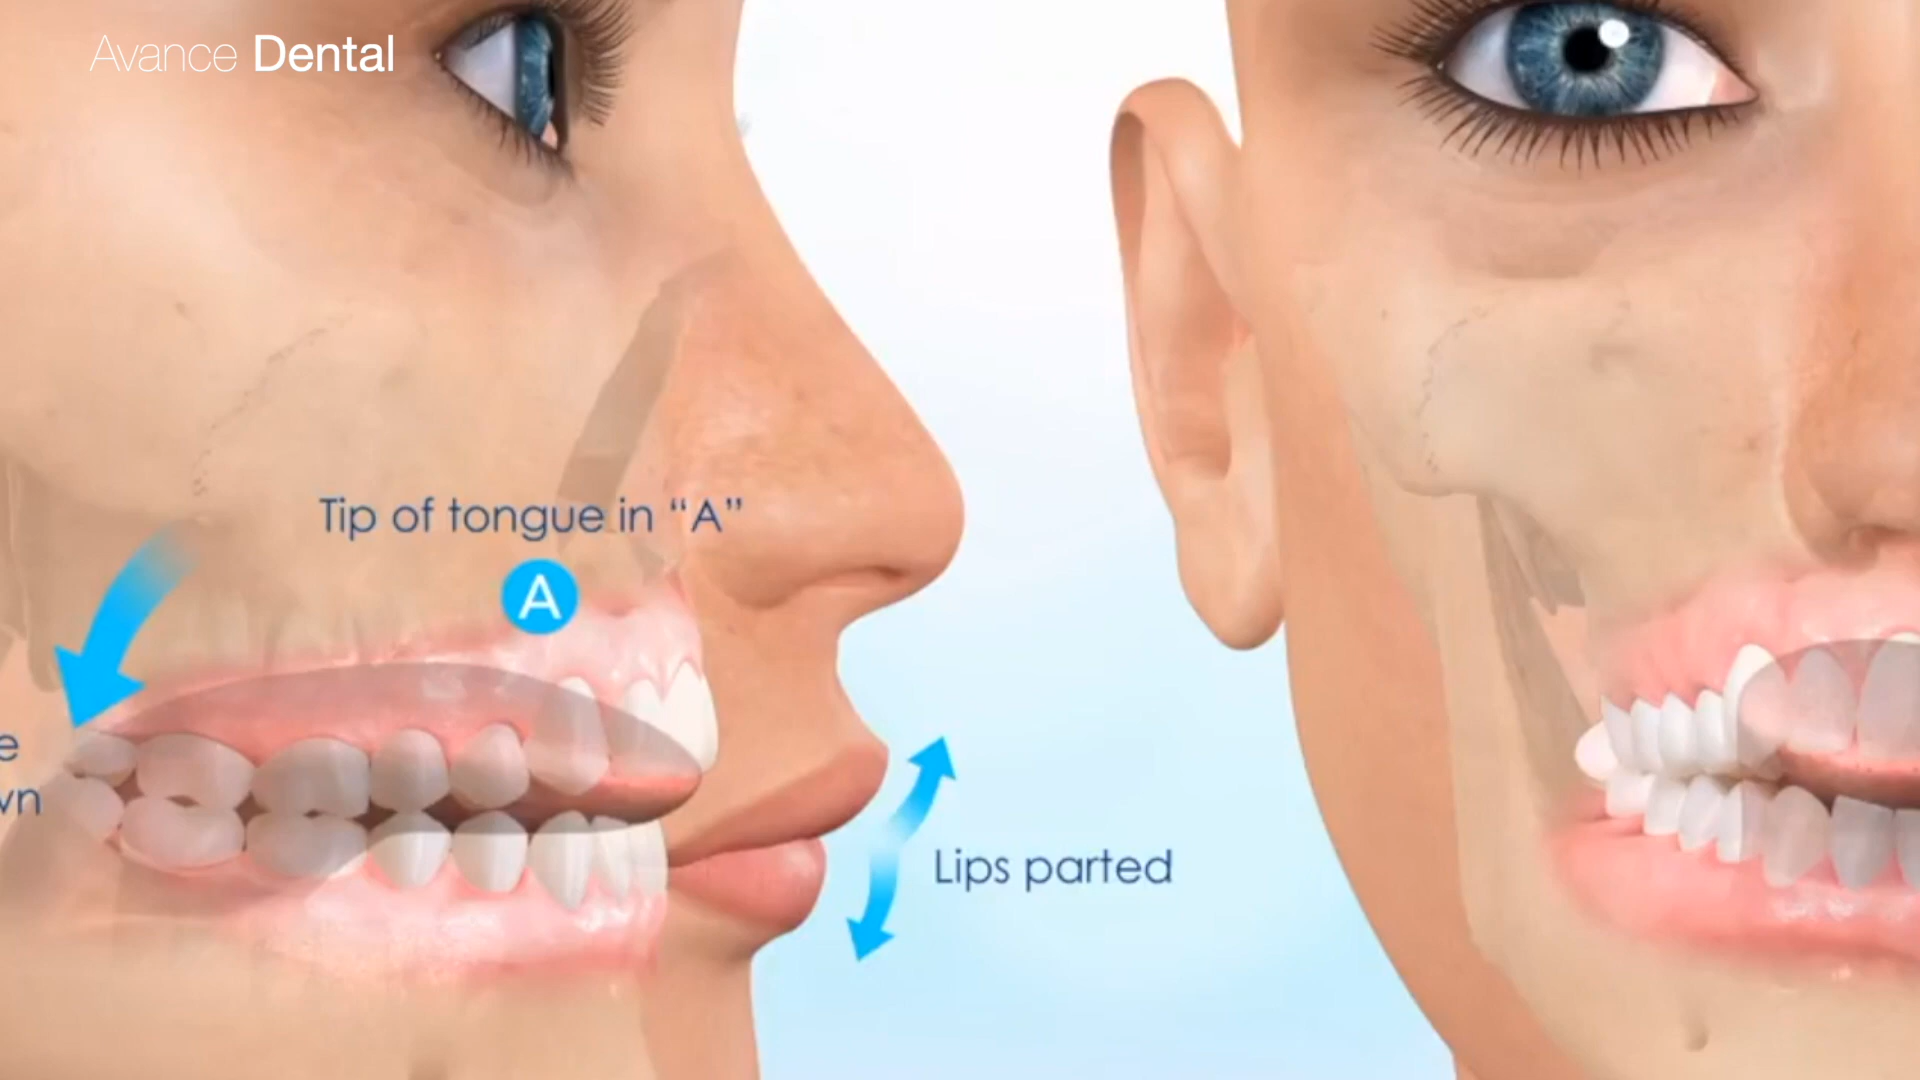 Avance Dental
Tip of tongue in “A”
A
Lips parted